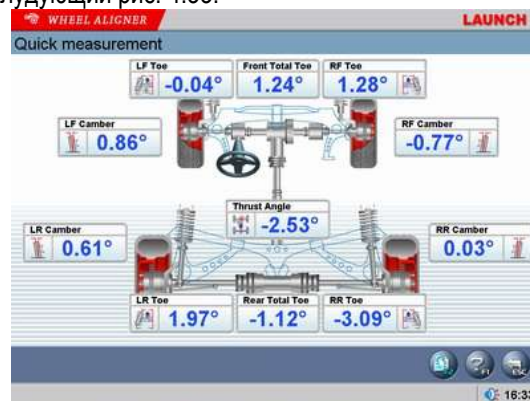 WHEEL ALIGNER
LAUNCH
Quick measurement
LF Toe
Front Total Toe
RF Toe
-0.04°
1.24°
1.28°
LF Camber
RF Camber
0.86°
-0.77°
Thrust Angle
-2.53°
LR Camber
RR Camber
0.61°
0.03°
LR Toe
Rear Total Toe
RR Toe
1.97°
-1.12°
-3.09°